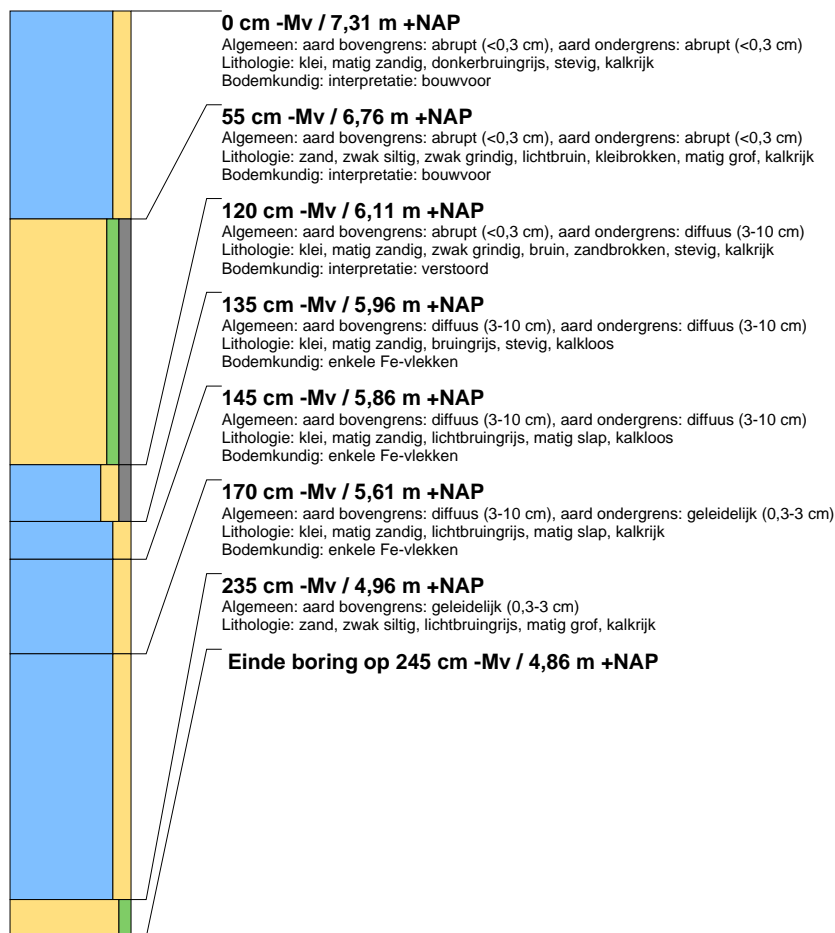 0 cm -Mv / 7,31 m +NAP
Algemeen: aard bovengrens: abrupt (<0,3 cm), aard ondergrens: abrupt (<0,3 cm)
Lithologie: klei, matig zandig, donkerbruingrijs, stevig, kalkrijk
Bodemkundig: interpretatie: bouwvoor
55 cm -Mv / 6,76 m +NAP
Algemeen: aard bovengrens: abrupt (<0,3 cm), aard ondergrens: abrupt (<0,3 cm)
Lithologie: zand, zwak siltig, zwak grindig, lichtbruin, kleibrokken, matig grof, kalkrijk
Bodemkundig: interpretatie: bouwvoor
120 cm -Mv / 6,11 m +NAP
Algemeen: aard bovengrens: abrupt (<0,3 cm), aard ondergrens: diffuus (3-10 cm)
Lithologie: klei, matig zandig, zwak grindig, bruin, zandbrokken, stevig, kalkrijk
Bodemkundig: interpretatie: verstoord
135 cm -Mv / 5,96 m +NAP
Algemeen: aard bovengrens: diffuus (3-10 cm), aard ondergrens: diffuus (3-10 cm)
Lithologie: klei, matig zandig, bruingrijs, stevig, kalkloos
Bodemkundig: enkele Fe-vlekken
145 cm -Mv / 5,86 m +NAP
Algemeen: aard bovengrens: diffuus (3-10 cm), aard ondergrens: diffuus (3-10 cm)
Lithologie: klei, matig zandig, lichtbruingrijs, matig slap, kalkloos
Bodemkundig: enkele Fe-vlekken
170 cm -Mv / 5,61 m +NAP
Algemeen: aard bovengrens: diffuus (3-10 cm), aard ondergrens: geleidelijk (0,3-3 cm)
Lithologie: klei, matig zandig, lichtbruingrijs, matig slap, kalkrijk
Bodemkundig: enkele Fe-vlekken
235 cm -Mv / 4,96 m +NAP
Algemeen: aard bovengrens: geleidelijk (0,3-3 cm)
Lithologie: zand, zwak siltig, lichtbruingrijs, matig grof, kalkrijk
Einde boring op 245 cm -Mv / 4,86 m +NAP